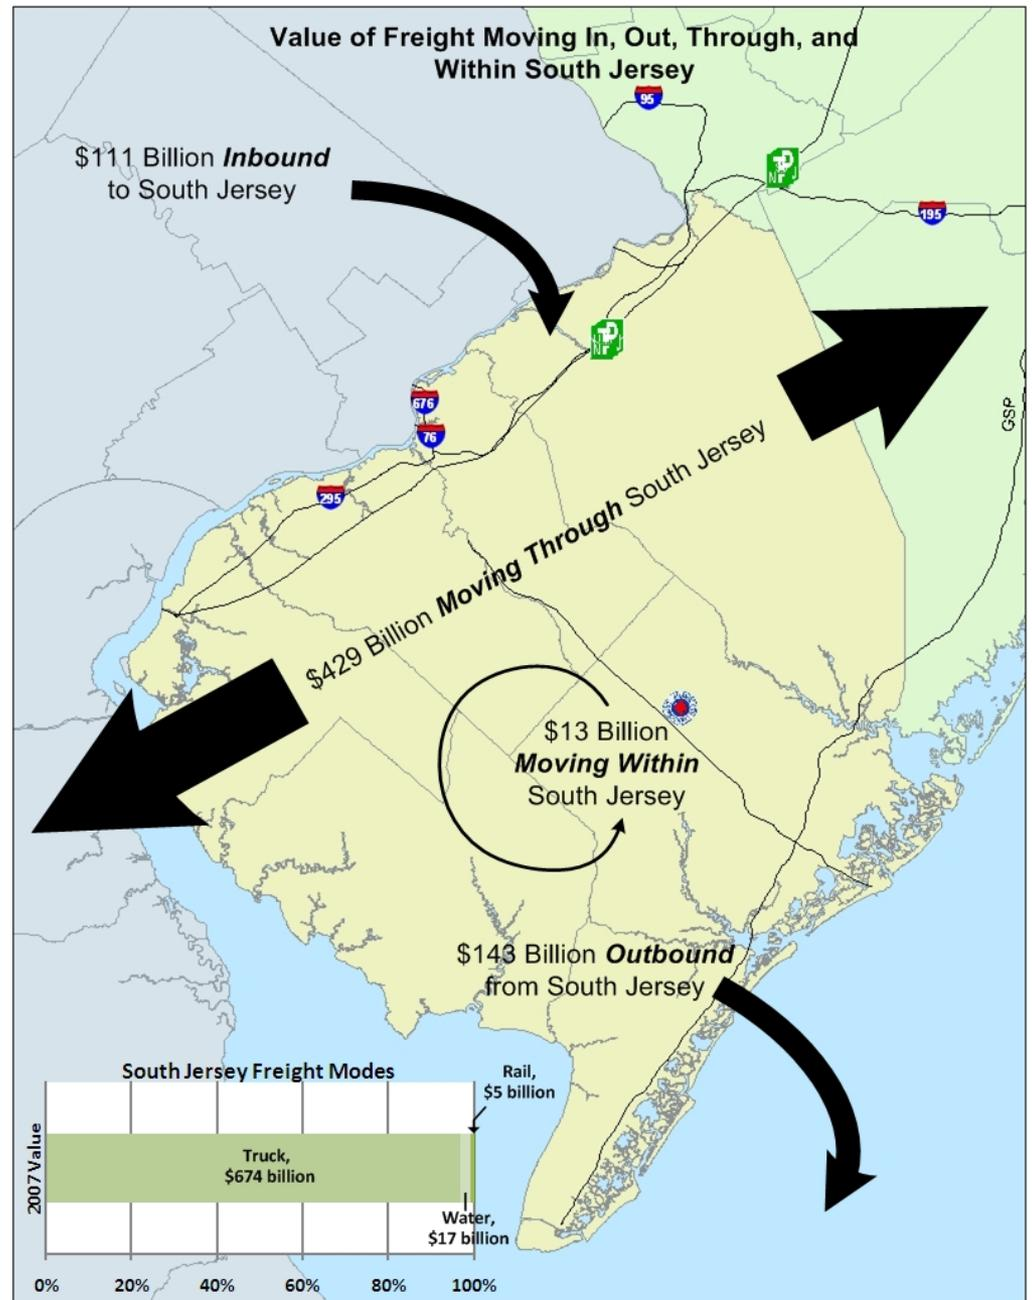 Value of Freight Moving In, Out, Through, and
Within South Jersey
95
$111 Billion Inbound
to South Jersey
195
676
76
GSP
295
$429 Billion Moving Through South Jersey
$13 Billion
Moving Within
South Jersey
$143 Billion Outbound
from South Jersey
South Jersey Freight Modes
Rail,
$5 billion
2007 Value
Truck,
$674 billion
Water,
$17 billion
0% 20% 40% 60% 80% 100%